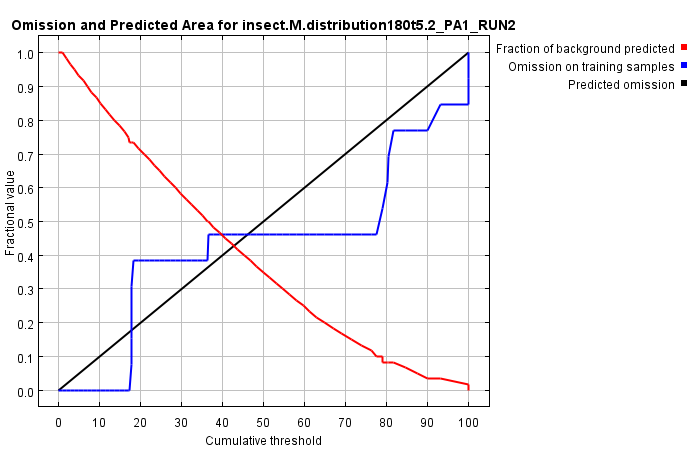 Omission and Predicted Area for insect.M.distribution180t5.2_PA1_RUN2
Fraction of background predicted
Omission on training samples
Predicted omission
Fractional value
1.0
0.9
0.8
0.7
0.6
0.5
0.4
0.3
0.2
0.1
0.0
0 10 20 30 40 50 60 70 80 90 100
Cumulative threshold